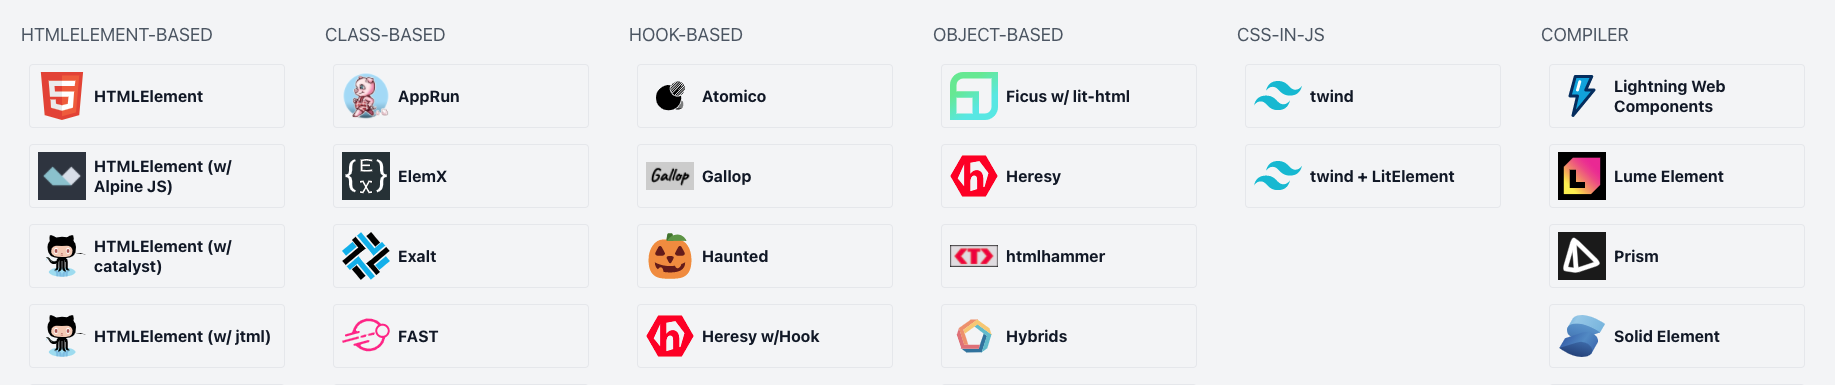 HTMLELEMENT-BASED
HTMLElement
HTMLElement (w/
Alpine JS)
HTMLElement (w/
catalyst)
HTMLElement (w/ jtml)
CLASS-BASED
AppRun
{EX}
ElemX
Exalt
FAST
HOOK-BASED
Atomico
Gallop
Gallop
Haunted
h
Heresy w/Hook
OBJECT-BASED
Ficus w/ lit-html
h
Heresy
<T>
htmlhammer
Hybrids
CSS-IN-JS
twind
twind + LitElement
COMPILER
Lightning Web
Components
L
Lume Element
Prism
Solid Element